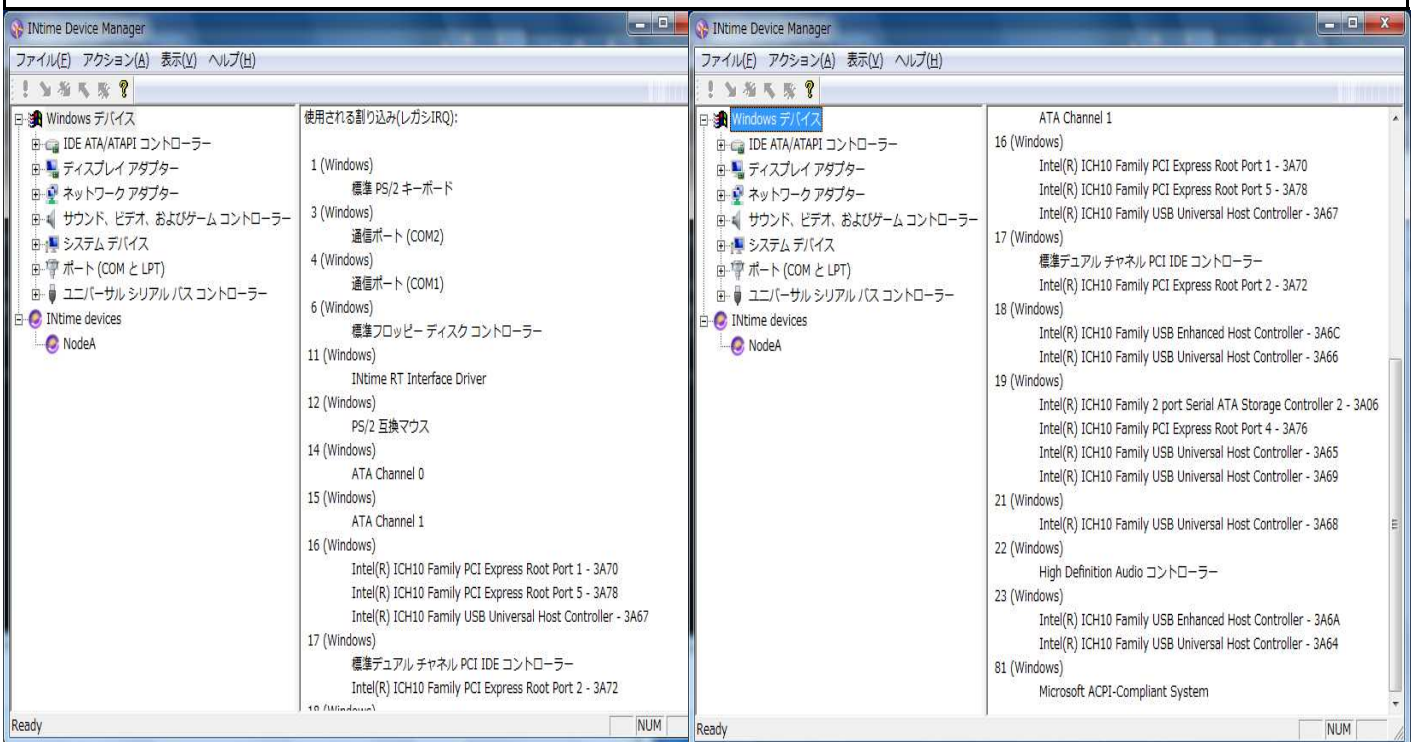 INtime Device Manager
ファイル(F) アクション(A) 表示(V) ヘルプ(H)
Windows デバイス
IDE ATA/ATAPI コントローラー
ディスプレイ アダプター
ネットワーク アダプター
サウンド、ビデオ、およびゲーム コントローラー
システム デバイス
ポート (COM と LPT)
ユニバーサル シリアル バス コントローラー
INtime devices
NodeA
使用される割り込み(レガシIRQ):
1 (Windows)
標準 PS/2 キーボード
3 (Windows)
通信ポート (COM2)
4 (Windows)
通信ポート (COM1)
6 (Windows)
標準フロッピー ディスク コントローラー
11 (Windows)
INtime RT Interface Driver
12 (Windows)
PS/2 互換マウス
14 (Windows)
ATA Channel 0
15 (Windows)
ATA Channel 1
16 (Windows)
Intel(R) ICH10 Family PCI Express Root Port 1 - 3A70
Intel(R) ICH10 Family PCI Express Root Port 5 - 3A78
Intel(R) ICH10 Family USB Universal Host Controller - 3A67
17 (Windows)
標準デュアル チャネル PCI IDE コントローラー
Intel(R) ICH10 Family PCI Express Root Port 2 - 3A72
18 (Windows)
Ready
NUM
INtime Device Manager
ファイル(F) アクション(A) 表示(V) ヘルプ(H)
Windows デバイス
IDE ATA/ATAPI コントローラー
ディスプレイ アダプター
ネットワーク アダプター
サウンド、ビデオ、およびゲーム コントローラー
システム デバイス
ポート (COM と LPT)
ユニバーサル シリアル バス コントローラー
INtime devices
NodeA
ATA Channel 1
16 (Windows)
Intel(R) ICH10 Family PCI Express Root Port 1 - 3A70
Intel(R) ICH10 Family PCI Express Root Port 5 - 3A78
Intel(R) ICH10 Family USB Universal Host Controller - 3A67
17 (Windows)
標準デュアル チャネル PCI IDE コントローラー
Intel(R) ICH10 Family PCI Express Root Port 2 - 3A72
18 (Windows)
Intel(R) ICH10 Family USB Enhanced Host Controller - 3A6C
Intel(R) ICH10 Family USB Universal Host Controller - 3A66
19 (Windows)
Intel(R) ICH10 Family 2 port Serial ATA Storage Controller 2 - 3A06
Intel(R) ICH10 Family PCI Express Root Port 4 - 3A76
Intel(R) ICH10 Family USB Universal Host Controller - 3A65
Intel(R) ICH10 Family USB Universal Host Controller - 3A69
21 (Windows)
Intel(R) ICH10 Family USB Universal Host Controller - 3A68
22 (Windows)
High Definition Audio コントローラー
23 (Windows)
Intel(R) ICH10 Family USB Enhanced Host Controller - 3A6A
Intel(R) ICH10 Family USB Universal Host Controller - 3A64
81 (Windows)
Microsoft ACPI-Compliant System
Ready
NUM